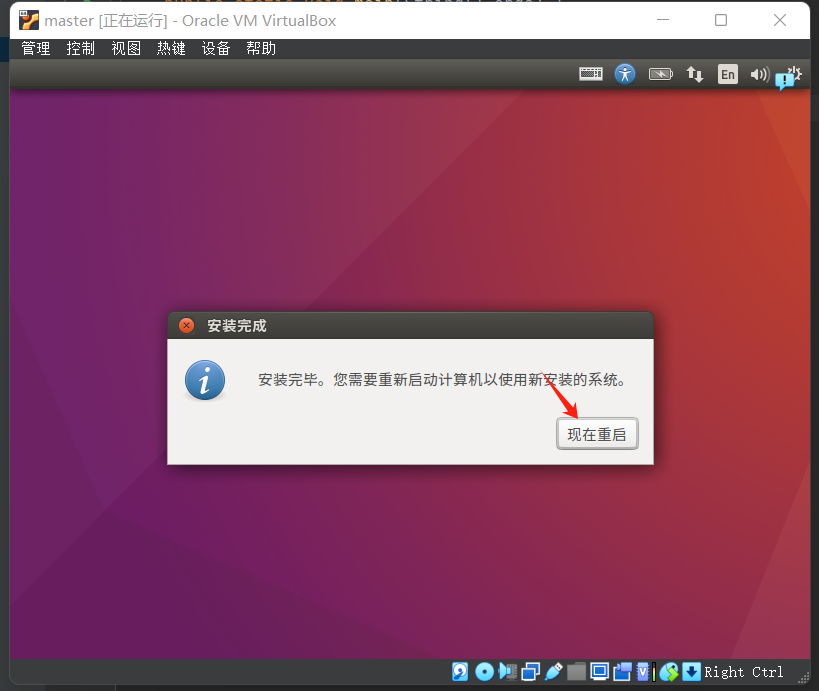 master [正在运行] - Oracle VM VirtualBox
管理 控制 视图 热键 设备 帮助
En
安装完成
安装完毕。您需要重新启动计算机以使用新安装的系统。
现在重启
Right Ctrl